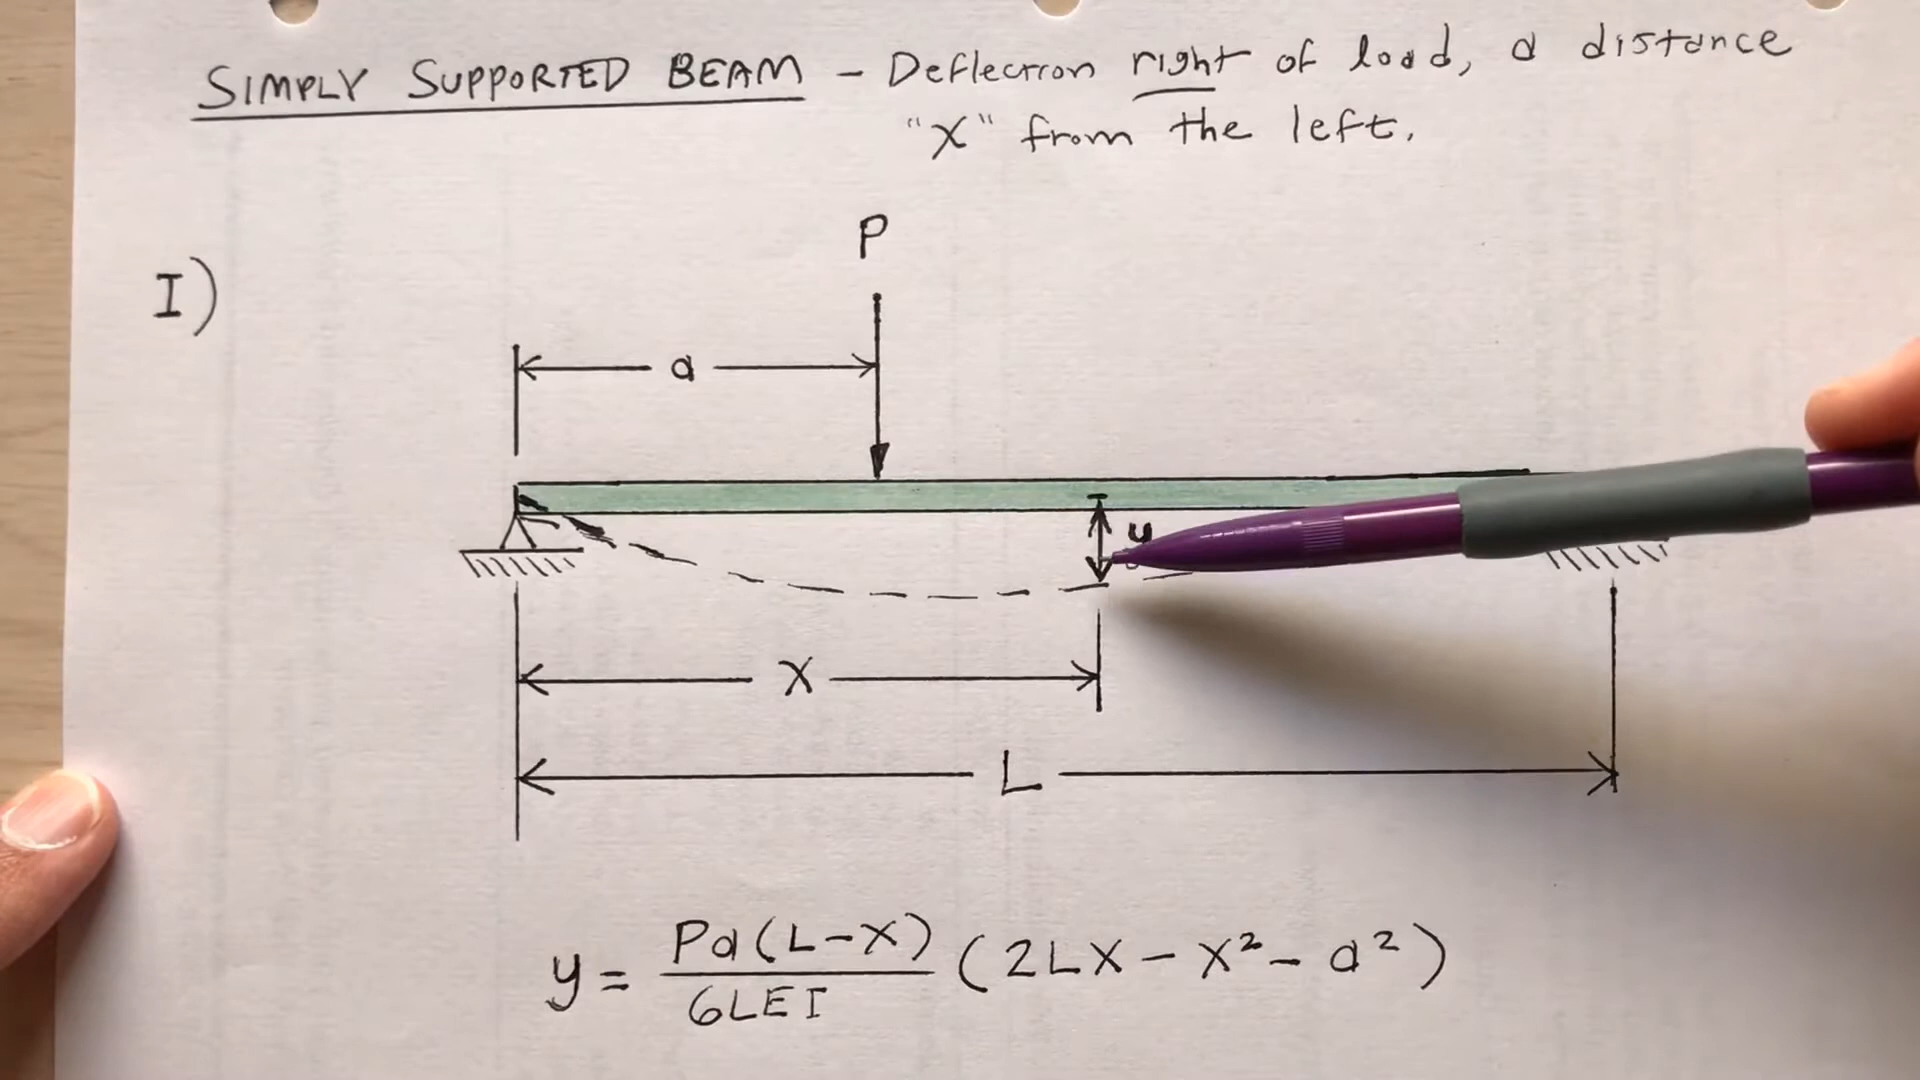 SIMPLY SUPPORTED BEAM - Deflection right of load, a distance
"X" from the left.
P
I)
a
y
X
L
y = Pa(L-X) / 6LEI (2LX - X² - a²)